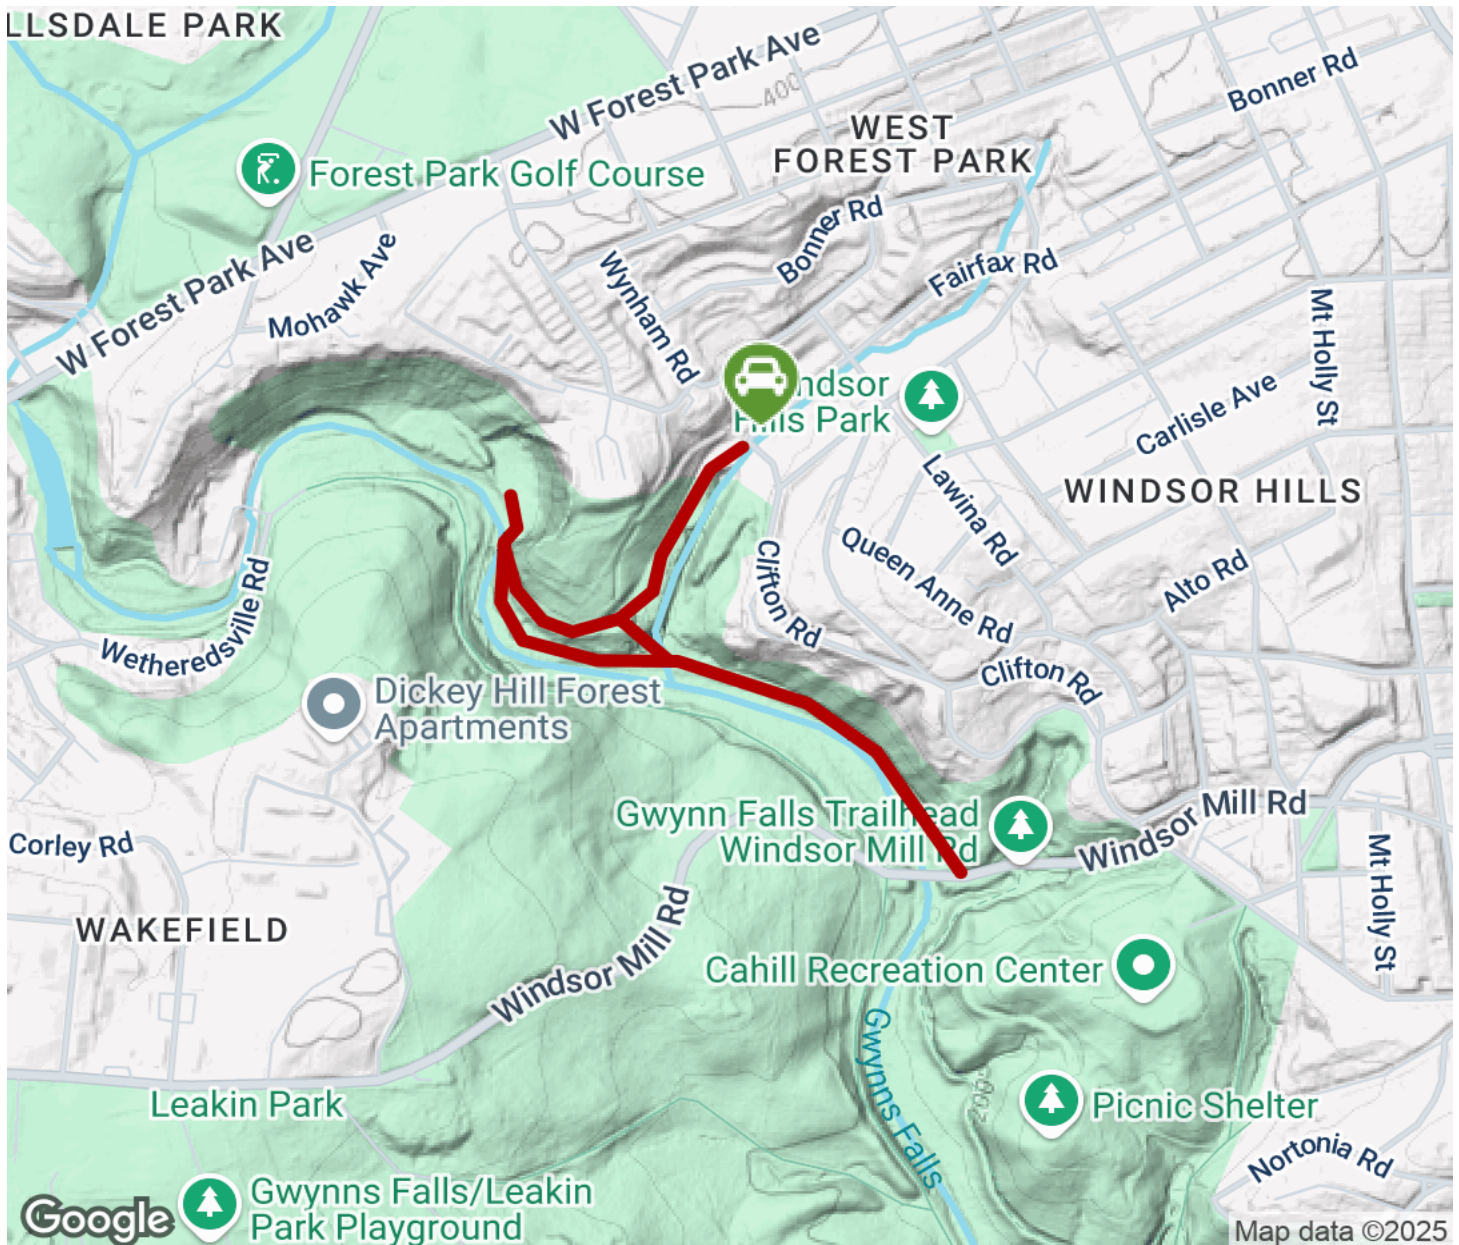 LLSDALE PARK
W Forest Park Ave
400
Bonner Rd
WEST
FOREST PARK
Forest Park Golf Course
Bonner Rd
W Forest Park Ave
Mohawk Ave
Wynham Rd
Fairfax Rd
Mt Holly St
ndsor
Hills Park
Carlisle Ave
Lawina Rd
WINDSOR HILLS
Queen Anne Rd
Clifton Rd
Alto Rd
Wetheredsville Rd
Clifton Rd
Dickey Hill Forest
Apartments
Gwynn Falls Trailhead
Windsor Mill Rd
Windsor Mill Rd
Corley Rd
Mt Holly St
WAKEFIELD
Windsor Mill Rd
Cahill Recreation Center
Gwynns Falls
200
Leakin Park
Picnic Shelter
Nortonia Rd
Gwynns Falls/Leakin
Park Playground
Google
Map data ©2025